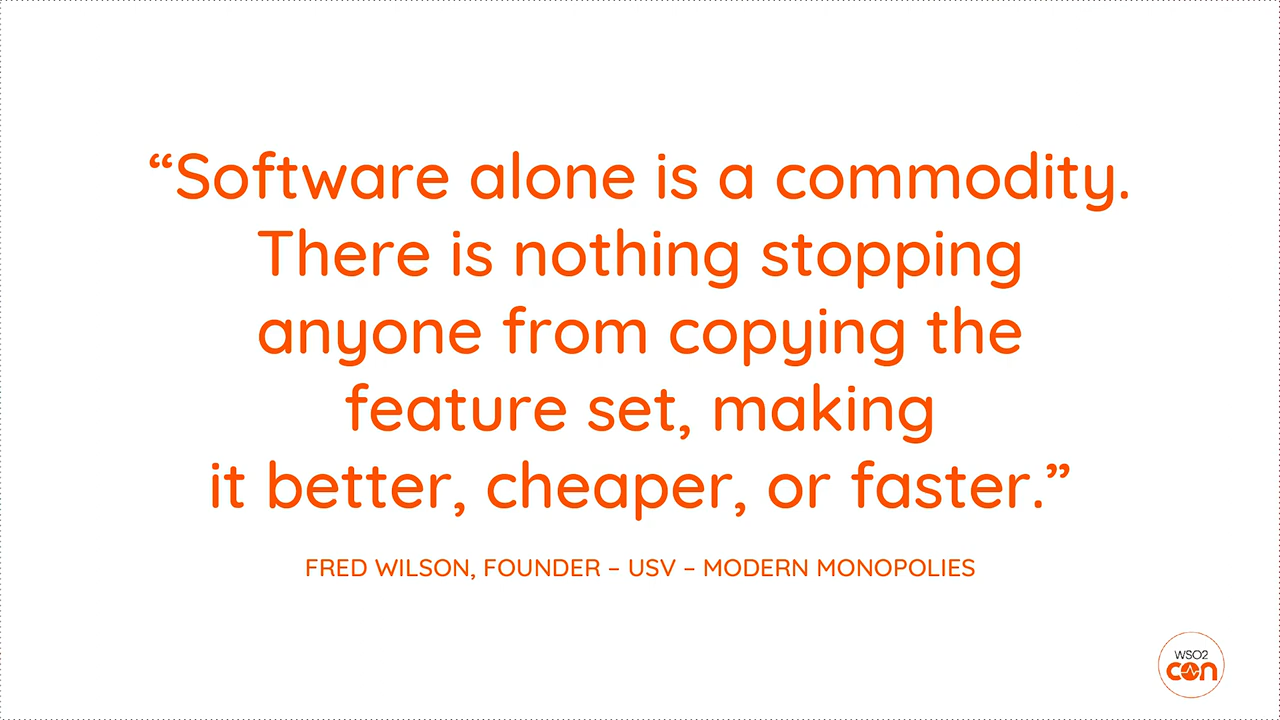 “Software alone is a commodity.
There is nothing stopping
anyone from copying the
feature set, making
it better, cheaper, or faster.”
FRED WILSON, FOUNDER – USV – MODERN MONOPOLIES
WSO2
con